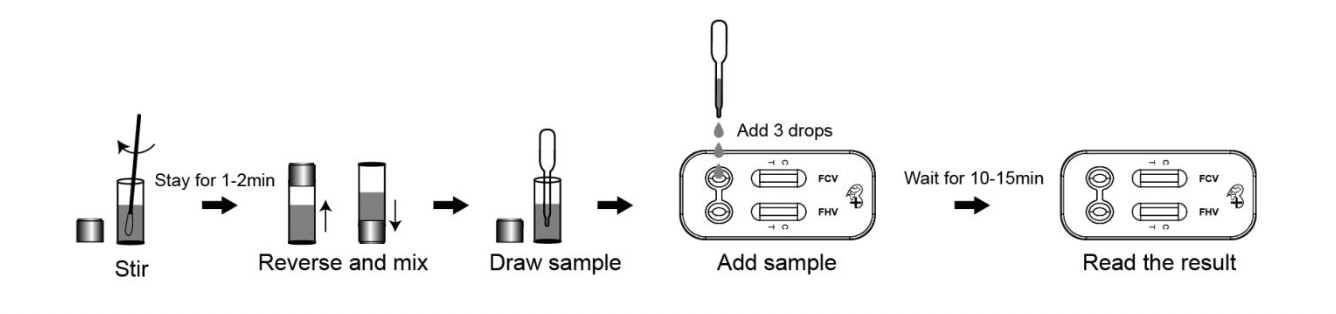 Stir
Stay for 1-2min
Reverse and mix
Draw sample
Add 3 drops
T C
FCV
FHV
T C
Add sample
Wait for 10-15min
T C
FCV
FHV
T C
Read the result